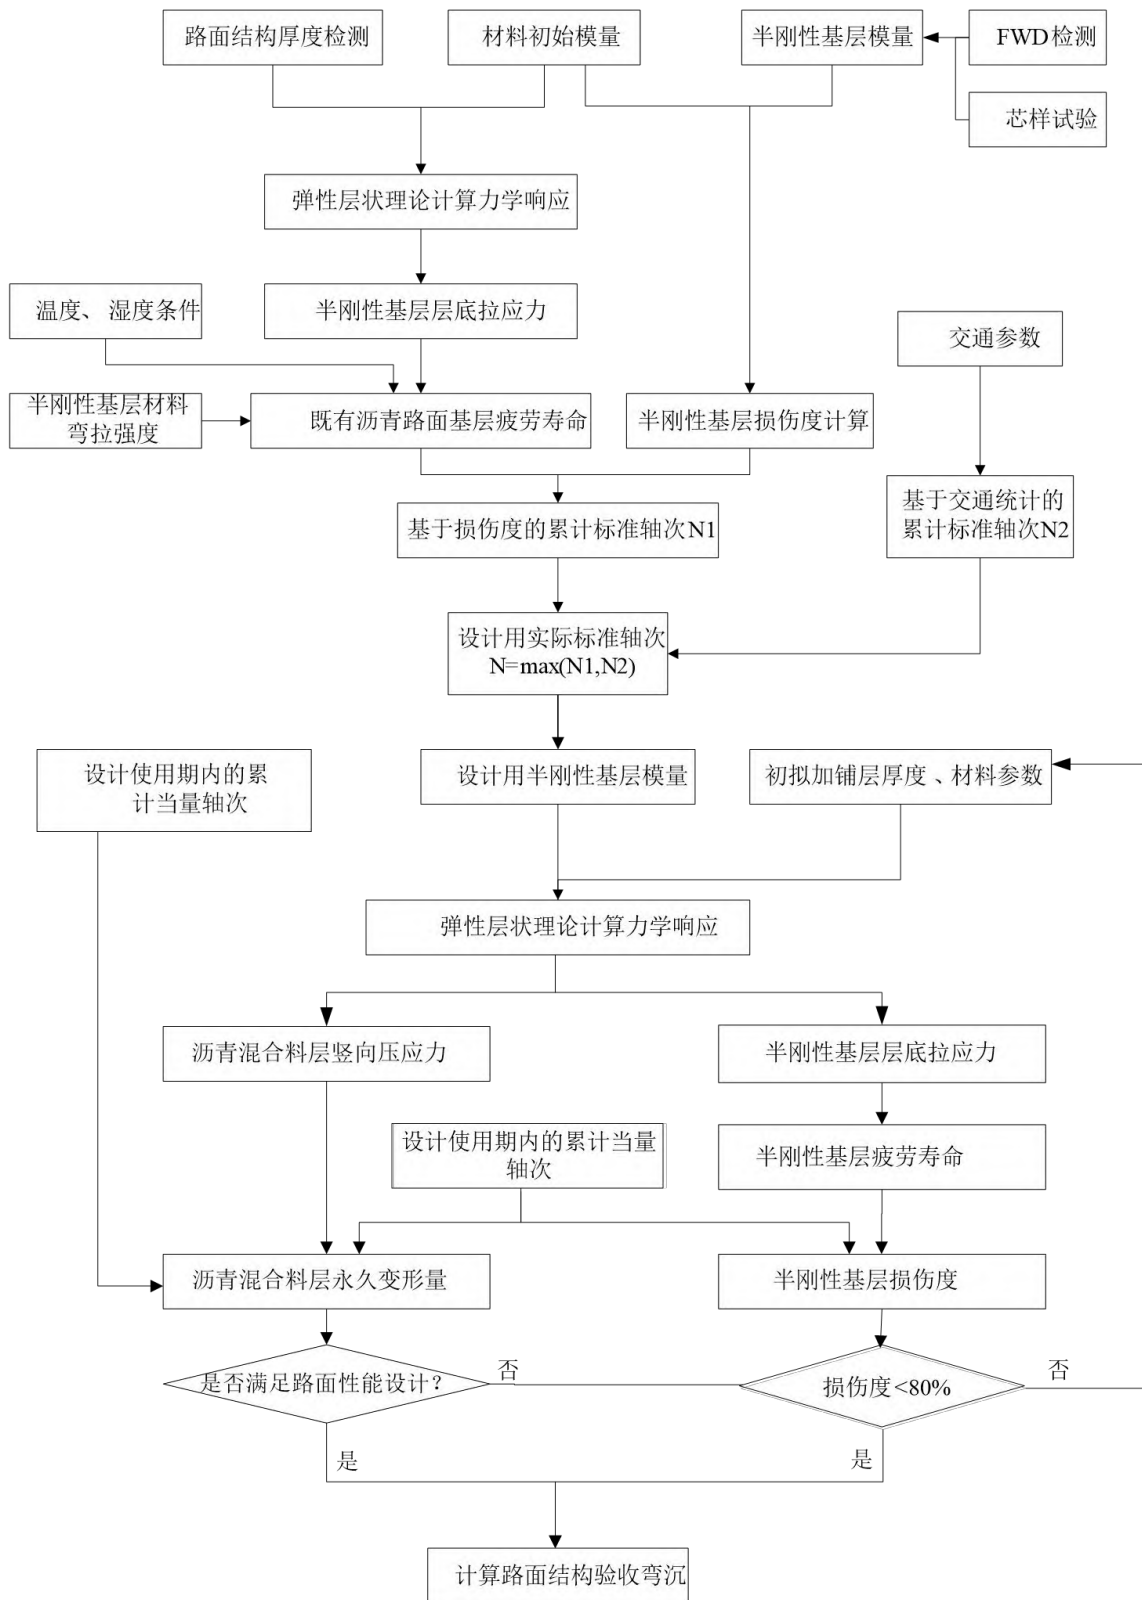 路面结构厚度检测
材料初始模量
半刚性基层模量
FWD检测
芯样试验
弹性层状理论计算力学响应
温度、湿度条件
半刚性基层层底拉应力
交通参数
半刚性基层材料
弯拉强度
既有沥青路面基层疲劳寿命
半刚性基层损伤度计算
基于损伤度的累计标准轴次N1
基于交通统计的
累计标准轴次N2
设计用实际标准轴次
N=max(N1,N2)
设计使用期内的累
计当量轴次
设计用半刚性基层模量
初拟加铺层厚度、材料参数
弹性层状理论计算力学响应
沥青混合料层竖向压应力
半刚性基层层底拉应力
设计使用期内的累计当量
轴次
半刚性基层疲劳寿命
沥青混合料层永久变形量
半刚性基层损伤度
是否满足路面性能设计?
否
损伤度<80%
否
是
是
计算路面结构验收弯沉